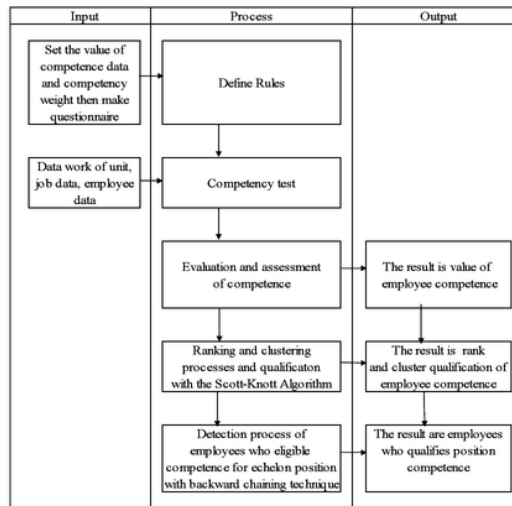 Input
Process
Output
Set the value of
competence data
and competency
weight then make
questionnaire
Define Rules
Data work of unit,
job data, employee
data
Competency test
Evaluation and assessment
of competence
The result is value of
employee competence
Ranking and clustering
processes and qualificaton
with the Scott-Knott Algorithm
The result is rank
and cluster qualification of
employee competence
Detection process of
employees who eligible
competence for echelon position
with backward chaining technique
The result are employees
who qualifies position
competence